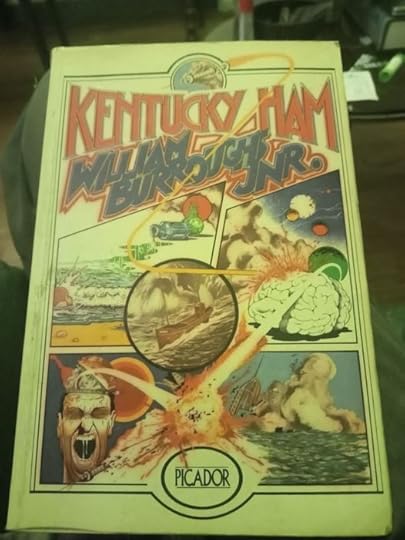 KENTUCKY HAM
WILLIAM
BURROUGHS
JNR.
PICADOR